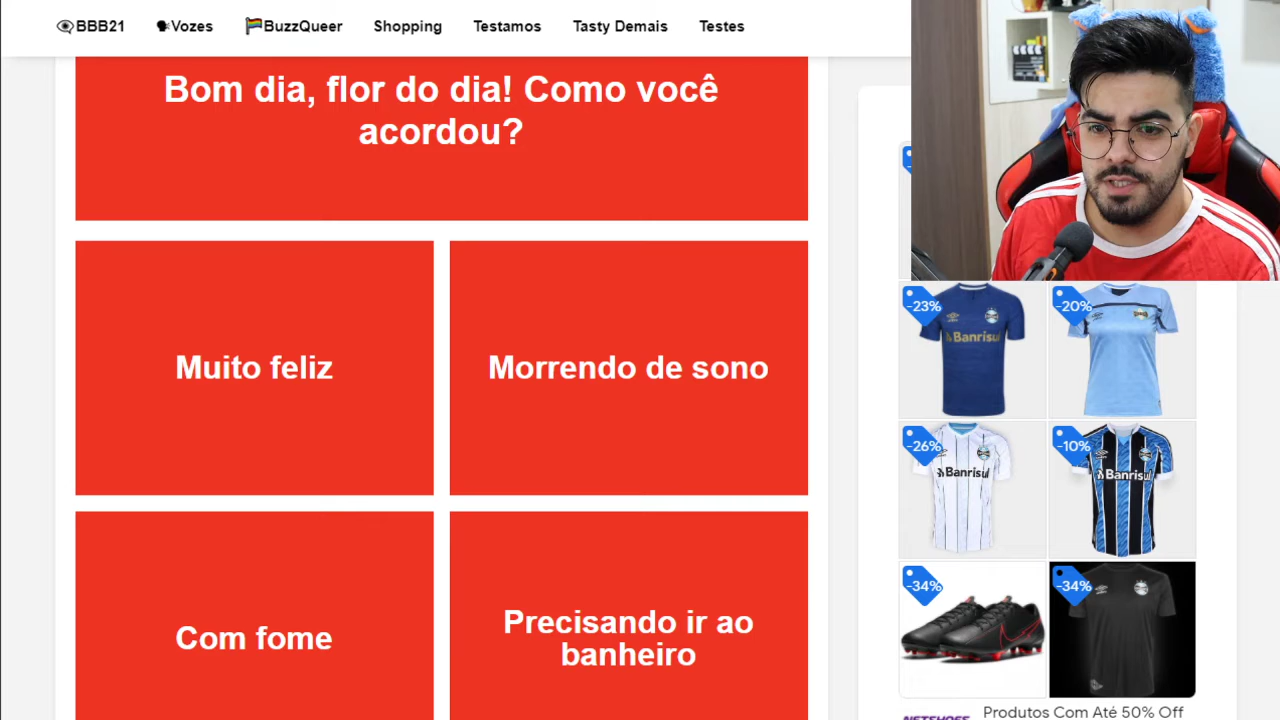 BBB21 Vozes BuzzQueer Shopping Testamos Tasty Demais Testes
Bom dia, flor do dia! Como você
acordou?
Muito feliz
Morrendo de sono
Com fome
Precisando ir ao
banheiro
-23%
Banrisul
-20%
-26%
Banrisul
-10%
Banrisul
-34%
-34%
NETSHOES
Produtos Com Até 50% Off